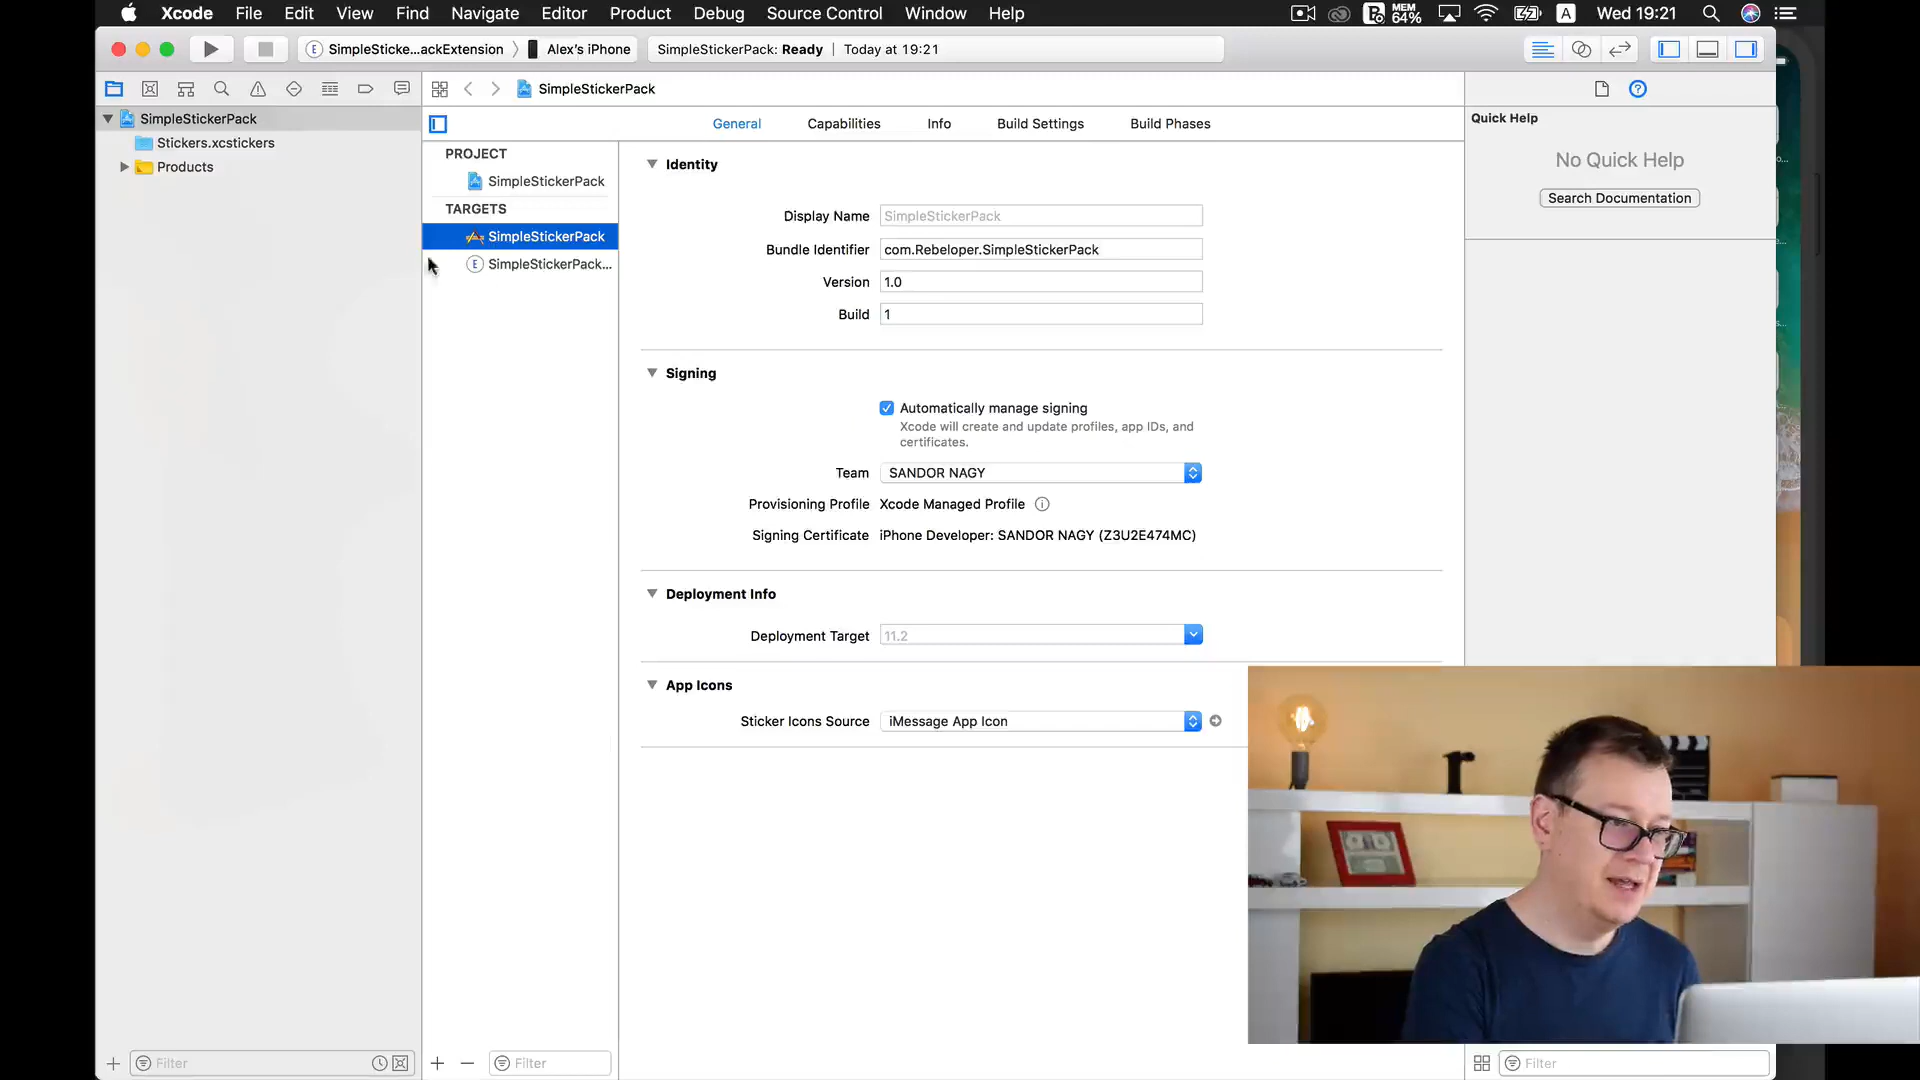 Xcode File Edit View Find Navigate Editor Product Debug Source Control Window Help MEM 64% A Wed 19:21
SimpleSticke...ackExtension Alex's iPhone SimpleStickerPack: Ready Today at 19:21
SimpleStickerPack
SimpleStickerPack
Stickers.xcstickers
Products
General Capabilities Info Build Settings Build Phases
PROJECT
SimpleStickerPack
TARGETS
SimpleStickerPack
E SimpleStickerPack...
Identity
Display Name SimpleStickerPack
Bundle Identifier com.Rebeloper.SimpleStickerPack
Version 1.0
Build 1
Signing
Automatically manage signing
Xcode will create and update profiles, app IDs, and
certificates.
Team SANDOR NAGY
Provisioning Profile Xcode Managed Profile
Signing Certificate iPhone Developer: SANDOR NAGY (Z3U2E474MC)
Deployment Info
Deployment Target 11.2
App Icons
Sticker Icons Source iMessage App Icon
Quick Help
No Quick Help
Search Documentation
Filter
Filter
Filter